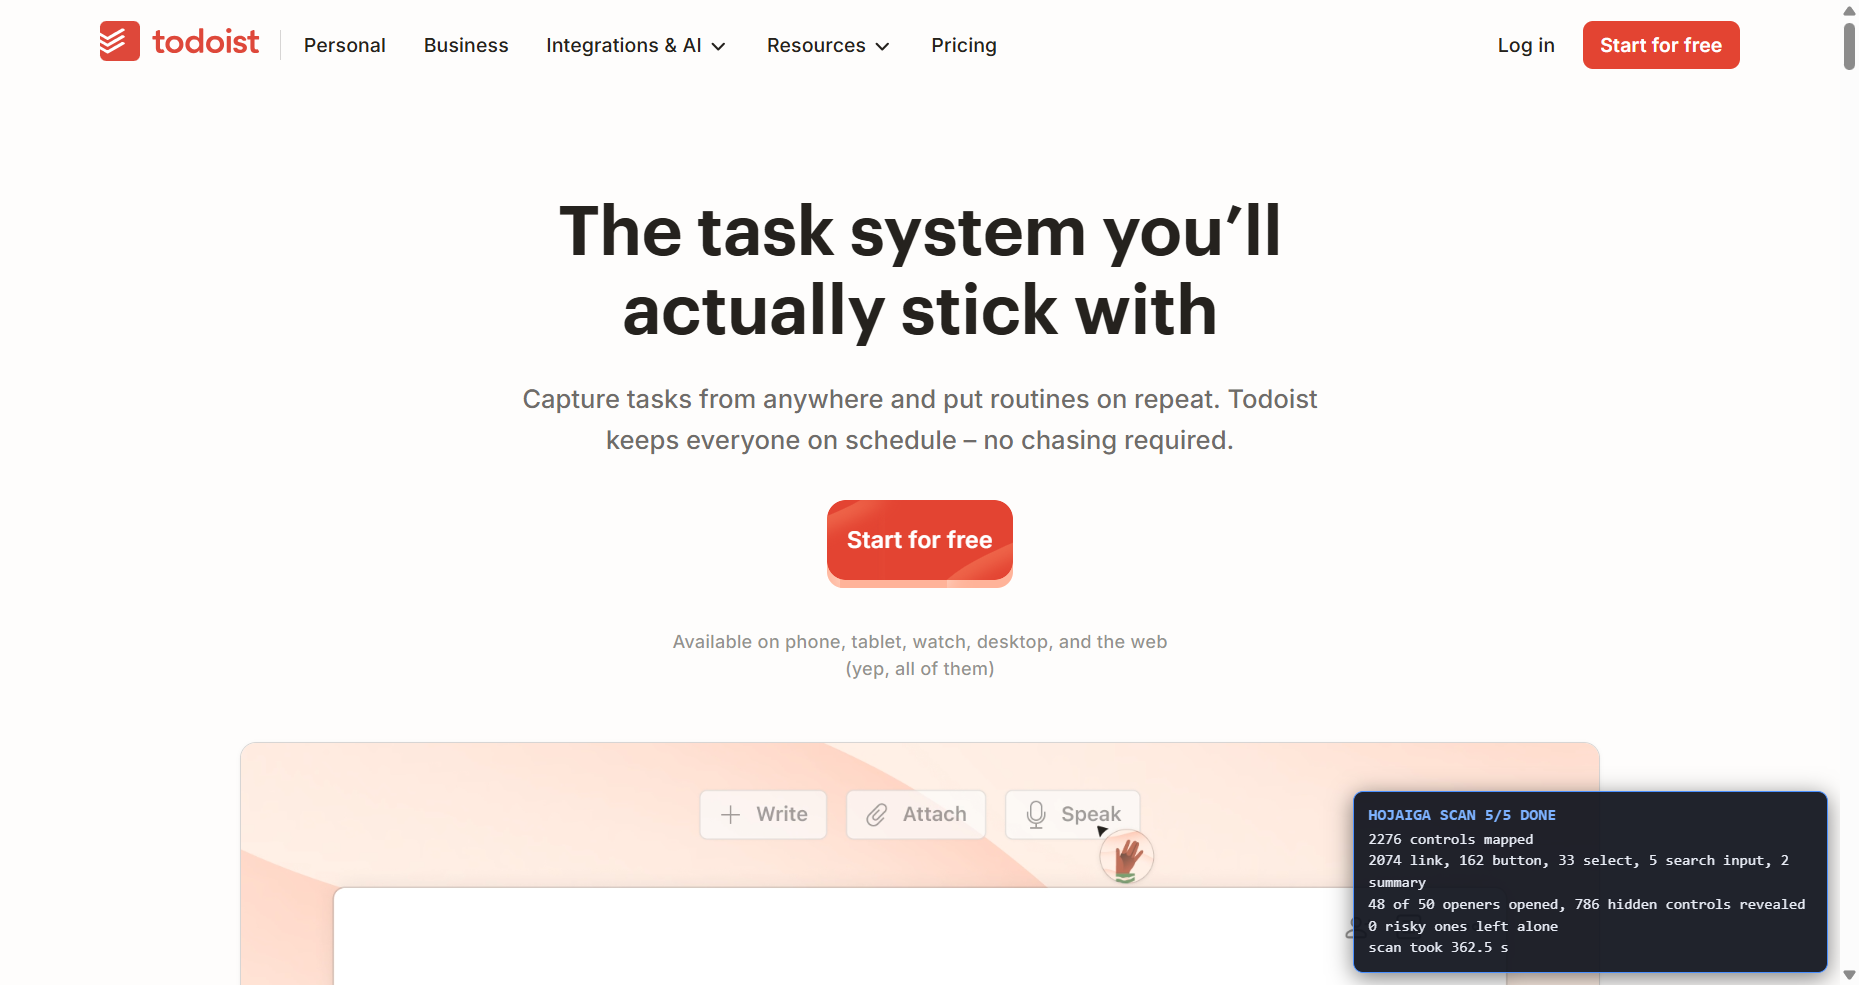 todoist
Personal
Business
Integrations & AI
Resources
Pricing
Log in
Start for free
The task system you’ll
actually stick with
Capture tasks from anywhere and put routines on repeat. Todoist
keeps everyone on schedule – no chasing required.
Start for free
Available on phone, tablet, watch, desktop, and the web
(yep, all of them)
Write
Attach
Speak
HOJAIGA SCAN 5/5 DONE
2276 controls mapped
2074 link, 162 button, 33 select, 5 search input, 2
summary
48 of 50 openers opened, 786 hidden controls revealed
0 risky ones left alone
scan took 362.5 s